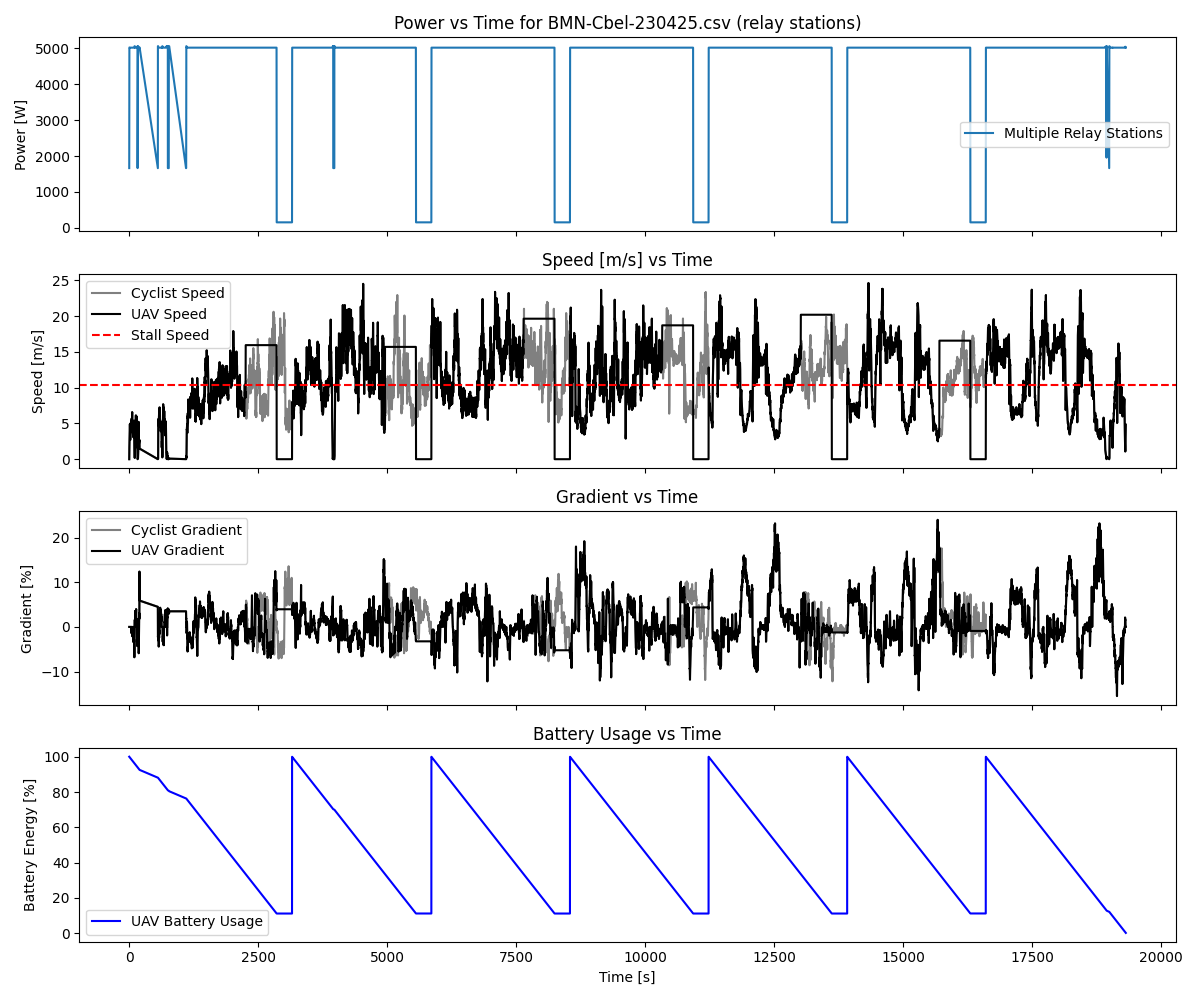 Power vs Time for BMN-Cbel-230425.csv (relay stations)
5000
4000
3000
2000
1000
0
Power [W]
Multiple Relay Stations
Speed [m/s] vs Time
25
20
15
10
5
0
Speed [m/s]
Cyclist Speed
UAV Speed
Stall Speed
Gradient vs Time
20
10
0
−10
Gradient [%]
Cyclist Gradient
UAV Gradient
Battery Usage vs Time
100
80
60
40
20
0
Battery Energy [%]
UAV Battery Usage
0 2500 5000 7500 10000 12500 15000 17500 20000
Time [s]